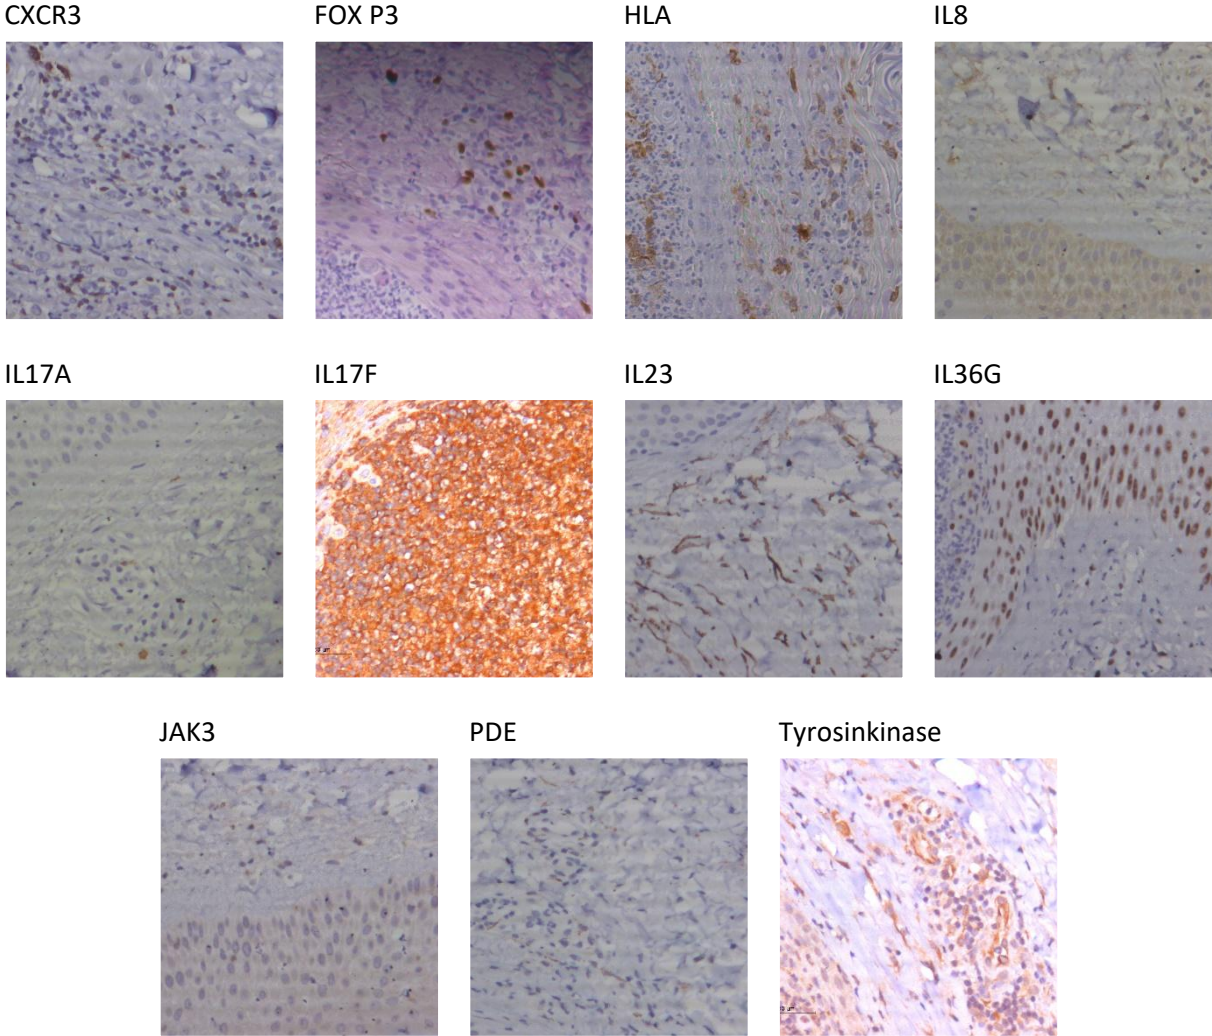 CXCR3
FOX P3
HLA
IL8
IL17A
IL17F
IL23
IL36G
JAK3
PDE
Tyrosinkinase